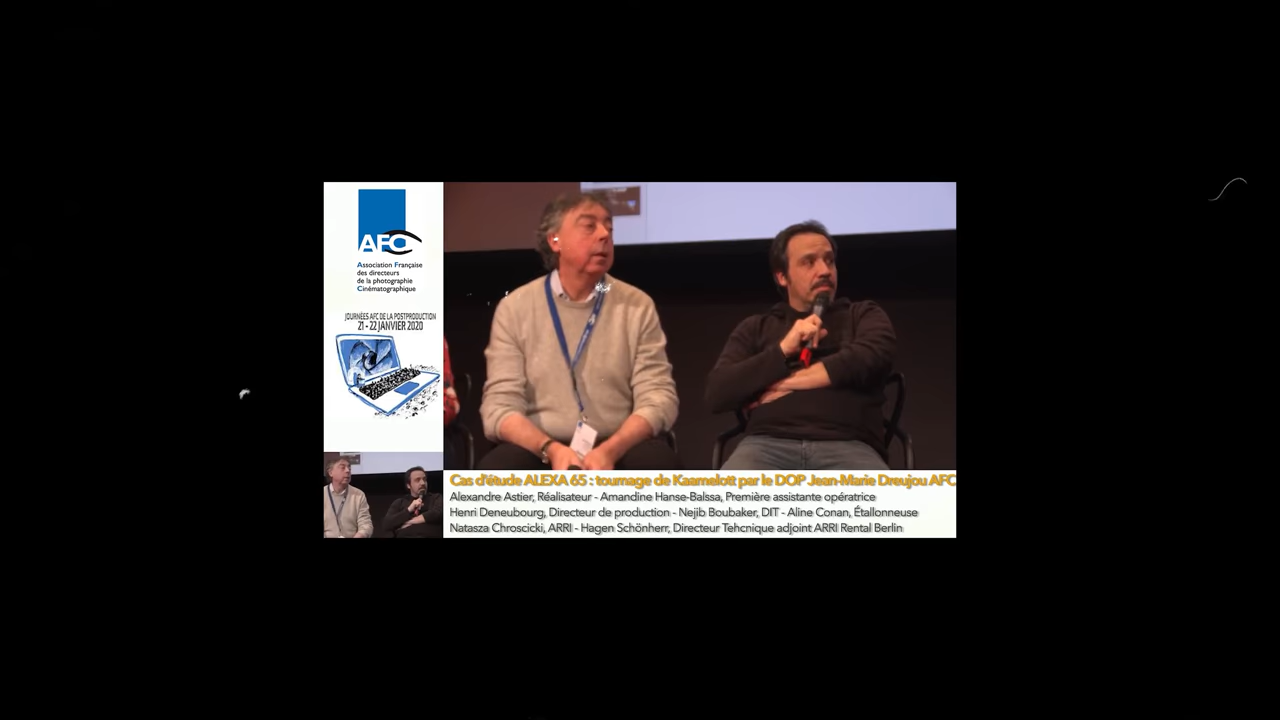 AFC
Association Française
des directeurs
de la photographie
Cinématographique
JOURNÉES AFC DE LA POSTPRODUCTION
21 - 22 JANVIER 2020
Cas d'étude ALEXA 65 : tournage de Kaamelott par le DOP Jean-Marie Dreujou AFC
Alexandre Astier, Réalisateur - Amandine Hanse-Balssa, Première assistante opératrice
Henri Deneubourg, Directeur de production - Nejib Boubaker, DIT - Aline Conan, Étallonneuse
Natasza Chroscicki, ARRI - Hagen Schönherr, Directeur Tehcnique adjoint ARRI Rental Berlin